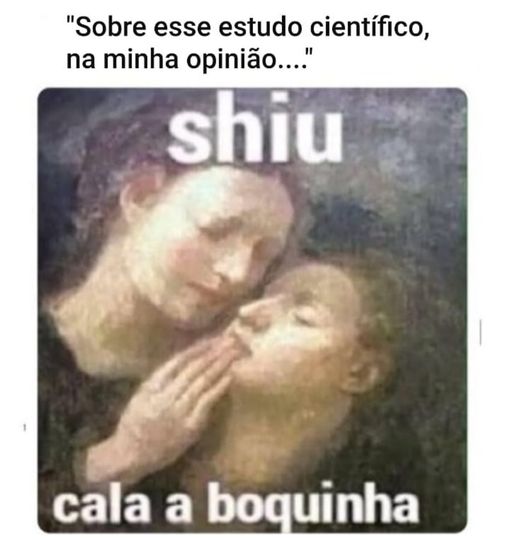 "Sobre esse estudo científico,
na minha opinião...."
shiu
cala a boquinha